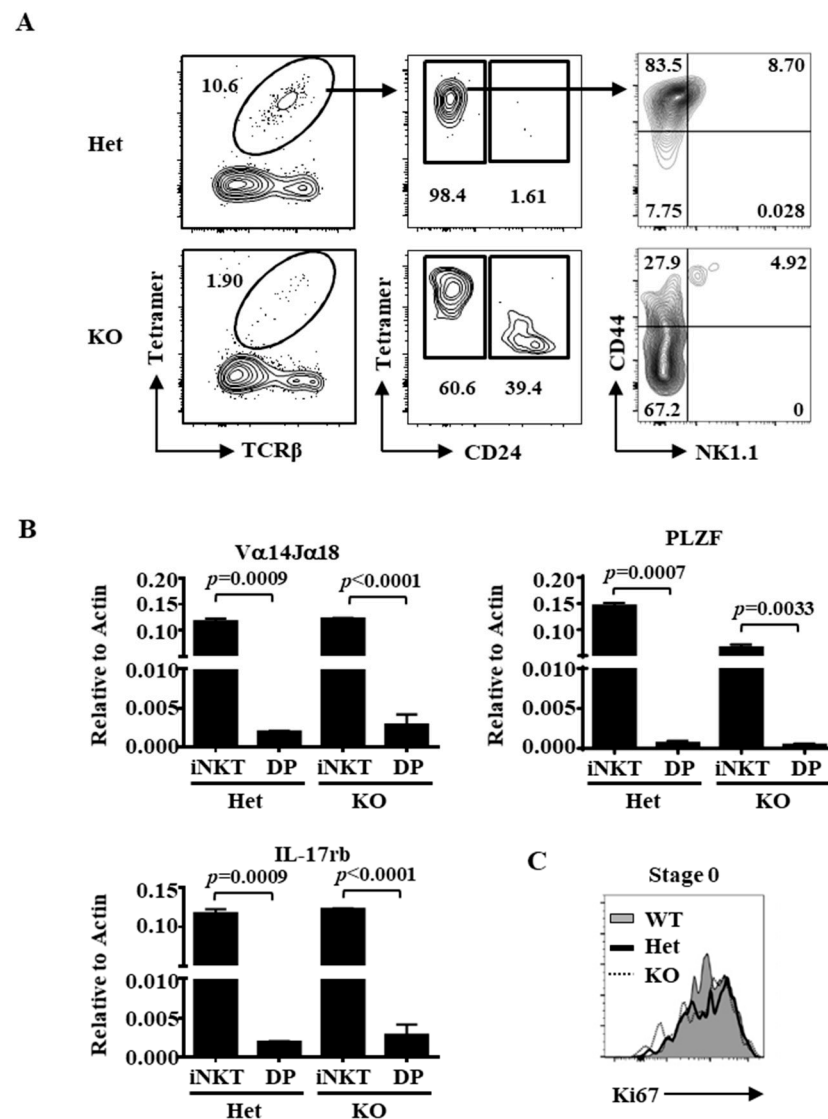 A
10.6
83.5 8.70
Het
98.4 1.61
7.75 0.028
1.90
27.9 4.92
KO
Tetramer
Tetramer
CD44
60.6 39.4
67.2 0
TCRβ
CD24
NK1.1
B
Vα14Jα18
p=0.0009 p<0.0001
Relative to Actin
0.20
0.15
0.10
0.010
0.005
0.000
iNKT DP iNKT DP
Het KO
PLZF
p=0.0007
p=0.0033
Relative to Actin
0.20
0.15
0.10
0.010
0.005
0.000
iNKT DP iNKT DP
Het KO
IL-17rb
p=0.0009 p<0.0001
Relative to Actin
0.15
0.10
0.010
0.005
0.000
iNKT DP iNKT DP
Het KO
C
Stage 0
WT
Het
KO
Ki67